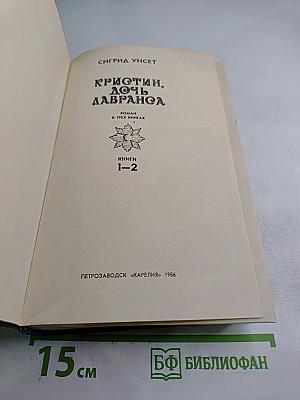 СИГРИД УНСЕТ
КРИСТИН,
ДОЧЬ
ЛАВРАНСА
РОМАН
В ТРЕХ КНИГАХ
КНИГИ
1—2
ПЕТРОЗАВОДСК «КАРЕЛИЯ» 1986
15 см
БФ БИБЛИОФАН